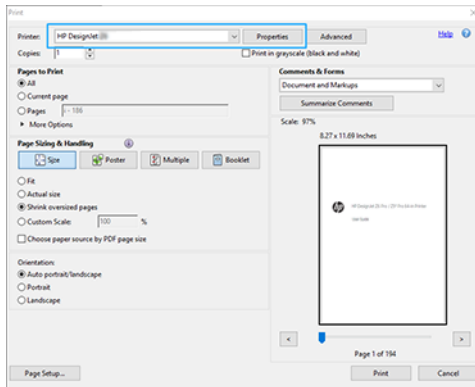 Print
Printer: HP DesignJet Properties Advanced Help
Copies: 1 Print in grayscale (black and white)
Pages to Print
All
Current page
Pages 1 - 186
More Options
Page Sizing & Handling
Size Poster Multiple Booklet
Fit
Actual size
Shrink oversized pages
Custom Scale: 100 %
Choose paper source by PDF page size
Orientation:
Auto portrait/landscape
Portrait
Landscape
Comments & Forms
Document and Markups
Summarize Comments
Scale: 97%
8.27 x 11.69 Inches
hp
User Guide
< >
Page 1 of 194
Page Setup... Print Cancel